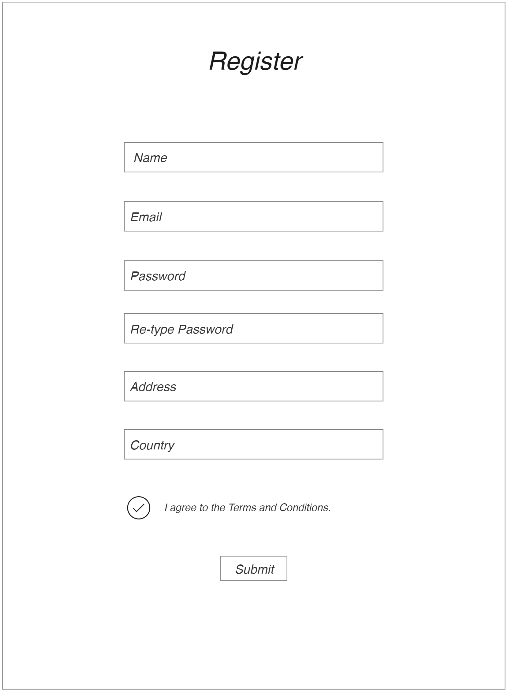 Register
Name
Email
Password
Re-type Password
Address
Country
I agree to the Terms and Conditions.
Submit